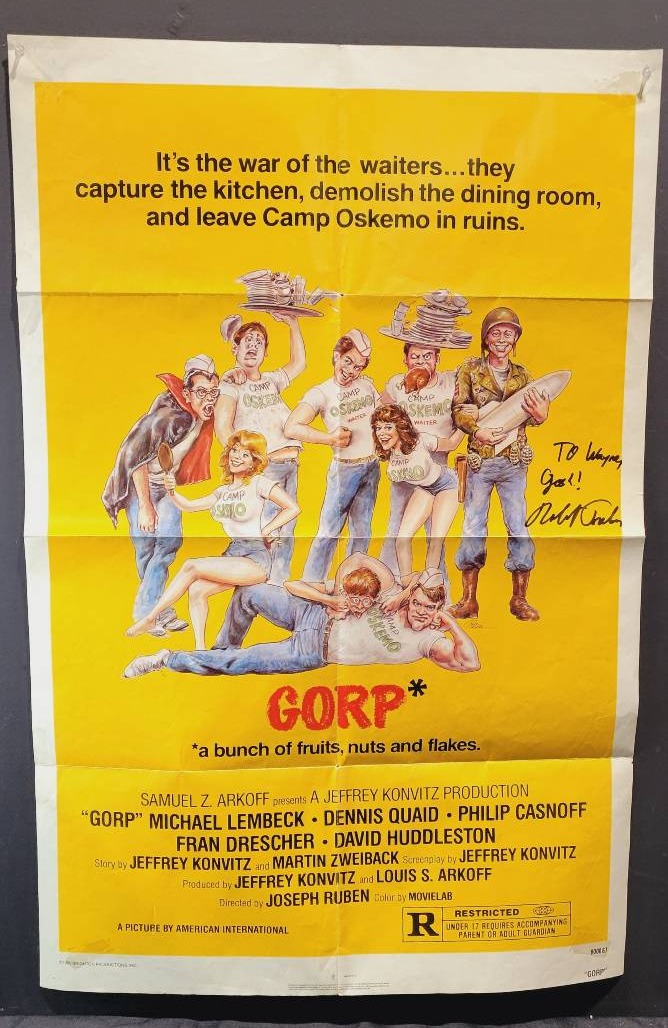 It's the war of the waiters...they
capture the kitchen, demolish the dining room,
and leave Camp Oskemo in ruins.
CAMP
OSKEMO
CAMP
OSKEMO
WAITER
CAMP
OSKEMO
WAITER
CAMP
CAMP
OSKEMO
TO Wayne,
GORP*
*a bunch of fruits, nuts and flakes.
SAMUEL Z. ARKOFF presents A JEFFREY KONVITZ PRODUCTION
"GORP" MICHAEL LEMBECK • DENNIS QUAID • PHILIP CASNOFF
FRAN DRESCHER • DAVID HUDDLESTON
Story by JEFFREY KONVITZ and MARTIN ZWEIBACK Screenplay by JEFFREY KONVITZ
Produced by JEFFREY KONVITZ and LOUIS S. ARKOFF
Directed by JOSEPH RUBEN Color by MOVIELAB
A PICTURE BY AMERICAN INTERNATIONAL
R
RESTRICTED
UNDER 17 REQUIRES ACCOMPANYING
PARENT OR ADULT GUARDIAN
"GORP"